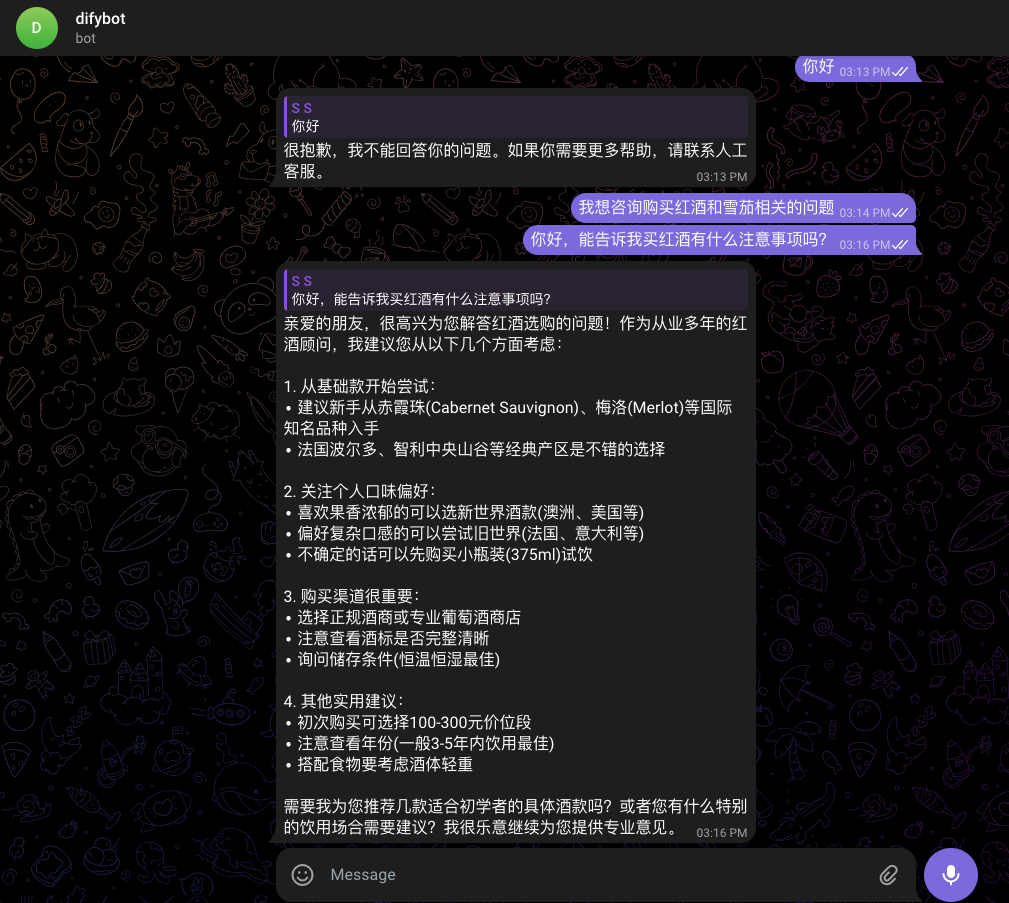 D
difybot
bot
你好 03:13 PM
S S
你好
很抱歉，我不能回答你的问题。如果你需要更多帮助，请联系人工
客服。 03:13 PM
我想咨询购买红酒和雪茄相关的问题 03:14 PM
你好，能告诉我买红酒有什么注意事项吗？ 03:16 PM
S S
你好，能告诉我买红酒有什么注意事项吗？
亲爱的朋友，很高兴为您解答红酒选购的问题！作为从业多年的红
酒顾问，我建议您从以下几个方面考虑：
1. 从基础款开始尝试：
• 建议新手从赤霞珠(Cabernet Sauvignon)、梅洛(Merlot)等国际
知名品种入手
• 法国波尔多、智利中央山谷等经典产区是不错的选择
2. 关注个人口味偏好：
• 喜欢果香浓郁的可以选新世界酒款(澳洲、美国等)
• 偏好复杂口感的可以尝试旧世界(法国、意大利等)
• 不确定的话可以先购买小瓶装(375ml)试饮
3. 购买渠道很重要：
• 选择正规酒商或专业葡萄酒商店
• 注意查看酒标是否完整清晰
• 询问储存条件(恒温恒湿最佳)
4. 其他实用建议：
• 初次购买可选择100-300元价位段
• 注意查看年份(一般3-5年内饮用最佳)
• 搭配食物要考虑酒体轻重
需要我为您推荐几款适合初学者的具体酒款吗？或者您有什么特别
的饮用场合需要建议？我很乐意继续为您提供专业意见。 03:16 PM
Message